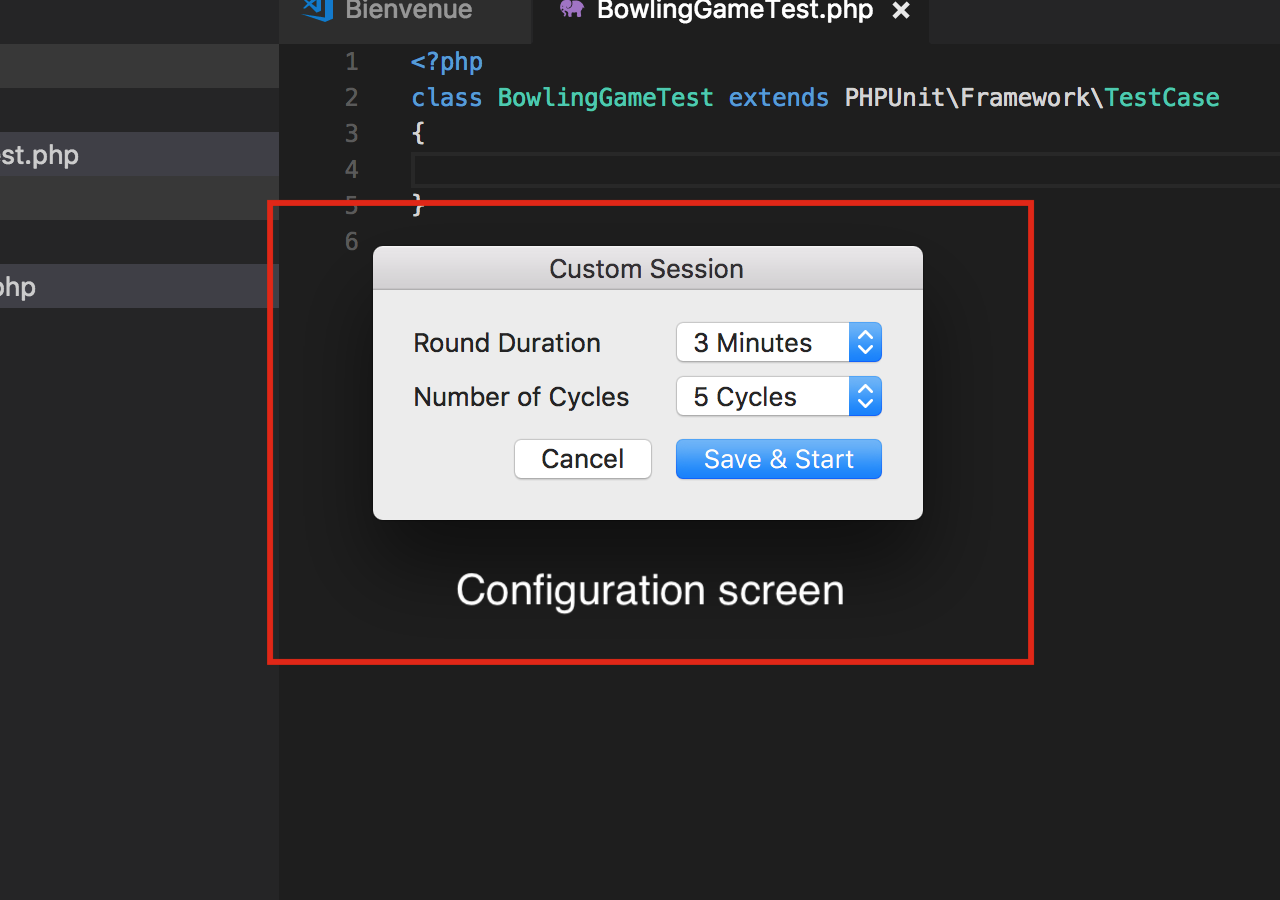 Bienvenue
BowlingGameTest.php
1 <?php
2 class BowlingGameTest extends PHPUnit\Framework\TestCase
3 {
4
5 }
6
st.php
php
Custom Session
Round Duration 3 Minutes
Number of Cycles 5 Cycles
Cancel Save & Start
Configuration screen